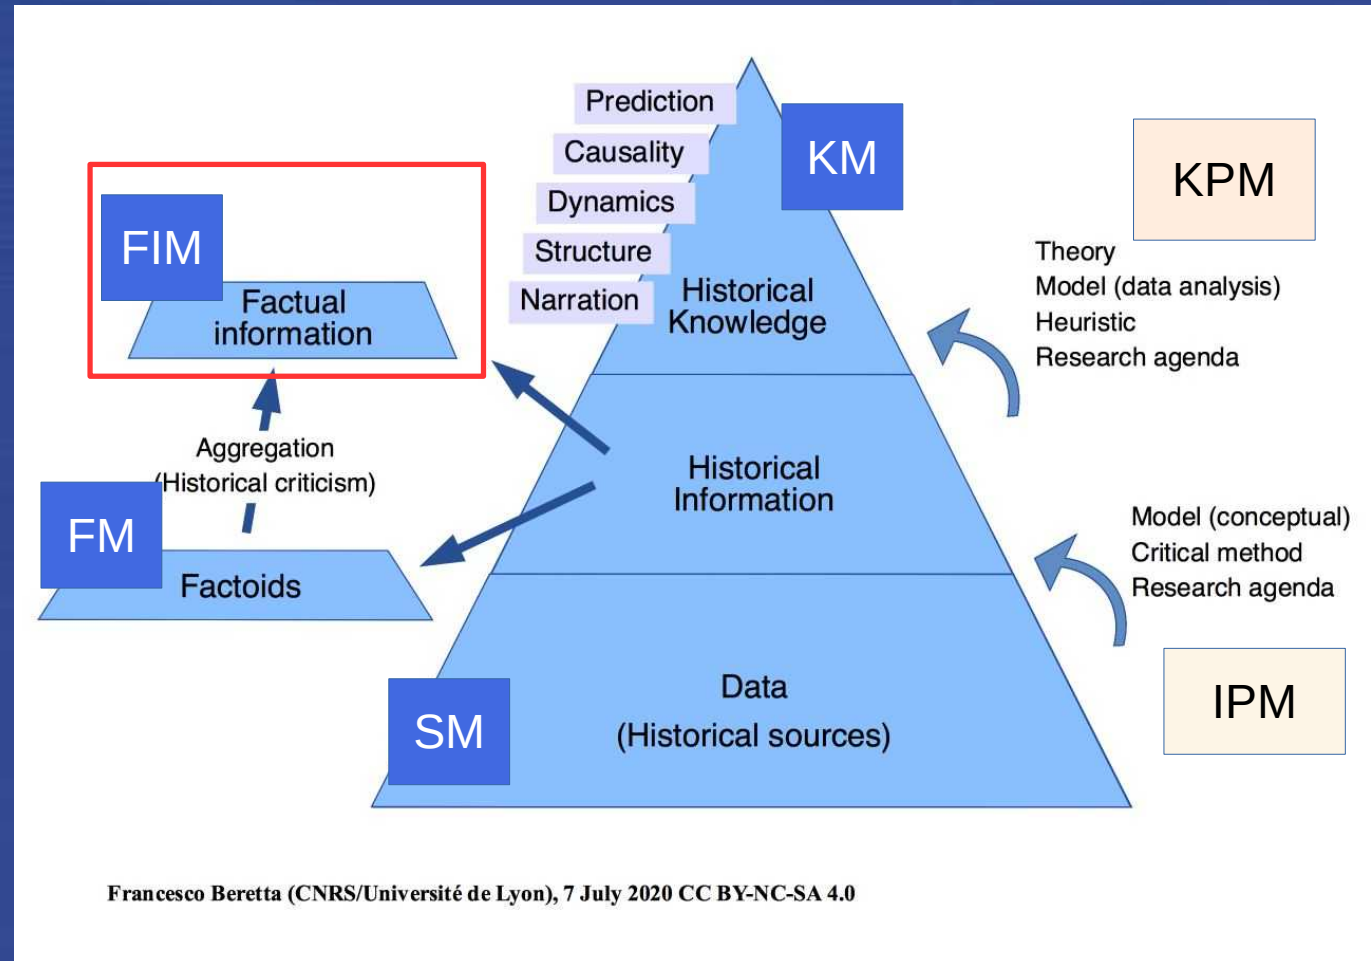 Prediction
Causality
Dynamics
Structure
Narration
KM
KPM
FIM
Factual
information
Historical
Knowledge
Theory
Model (data analysis)
Heuristic
Research agenda
Aggregation
(Historical criticism)
Historical
Information
FM
Factoids
Model (conceptual)
Critical method
Research agenda
SM
Data
(Historical sources)
IPM
Francesco Beretta (CNRS/Université de Lyon), 7 July 2020 CC BY-NC-SA 4.0